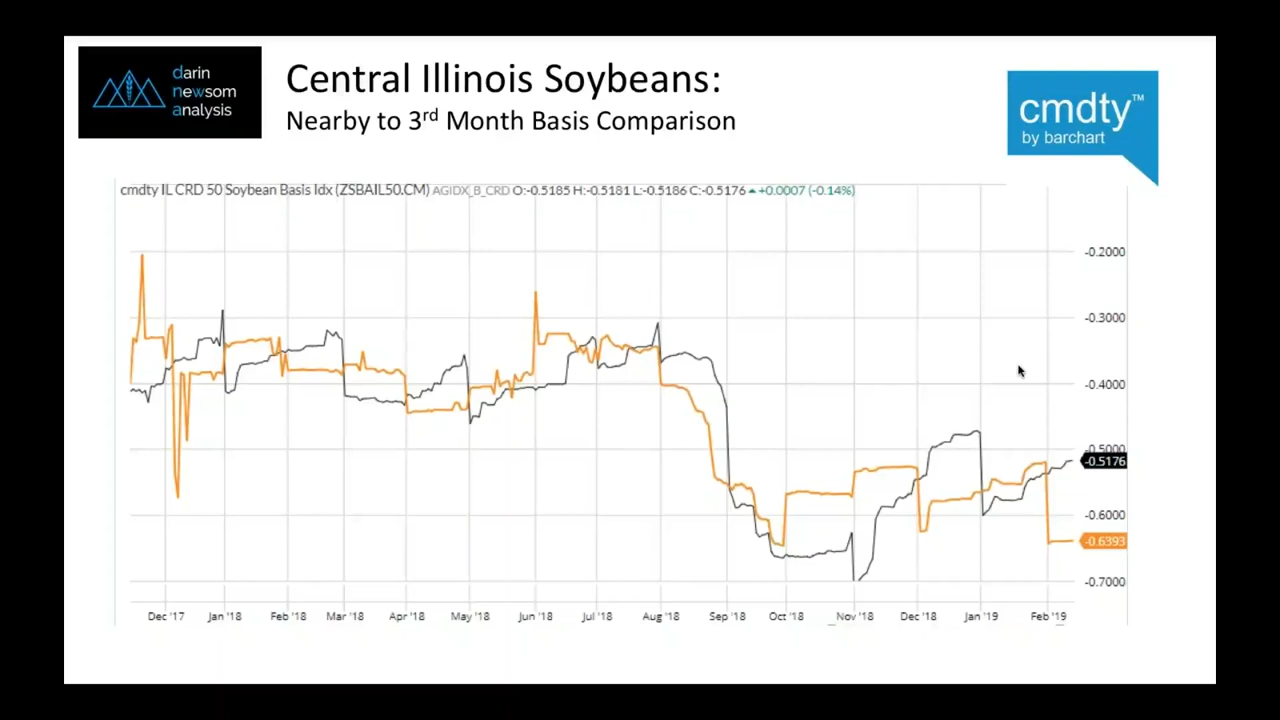 darin
newsom
analysis
Central Illinois Soybeans:
Nearby to 3rd Month Basis Comparison
cmdty™
by barchart
cmdty IL CRD 50 Soybean Basis Idx (ZSBAIL50.CM) AGIDX_B_CRD O:-0.5185 H:-0.5181 L:-0.5186 C:-0.5176 +0.0007 (-0.14%)
-0.2000
-0.3000
-0.4000
-0.5000
-0.5176
-0.6000
-0.6393
-0.7000
Dec '17 Jan '18 Feb '18 Mar '18 Apr '18 May '18 Jun '18 Jul '18 Aug '18 Sep '18 Oct '18 Nov '18 Dec '18 Jan '19 Feb '19